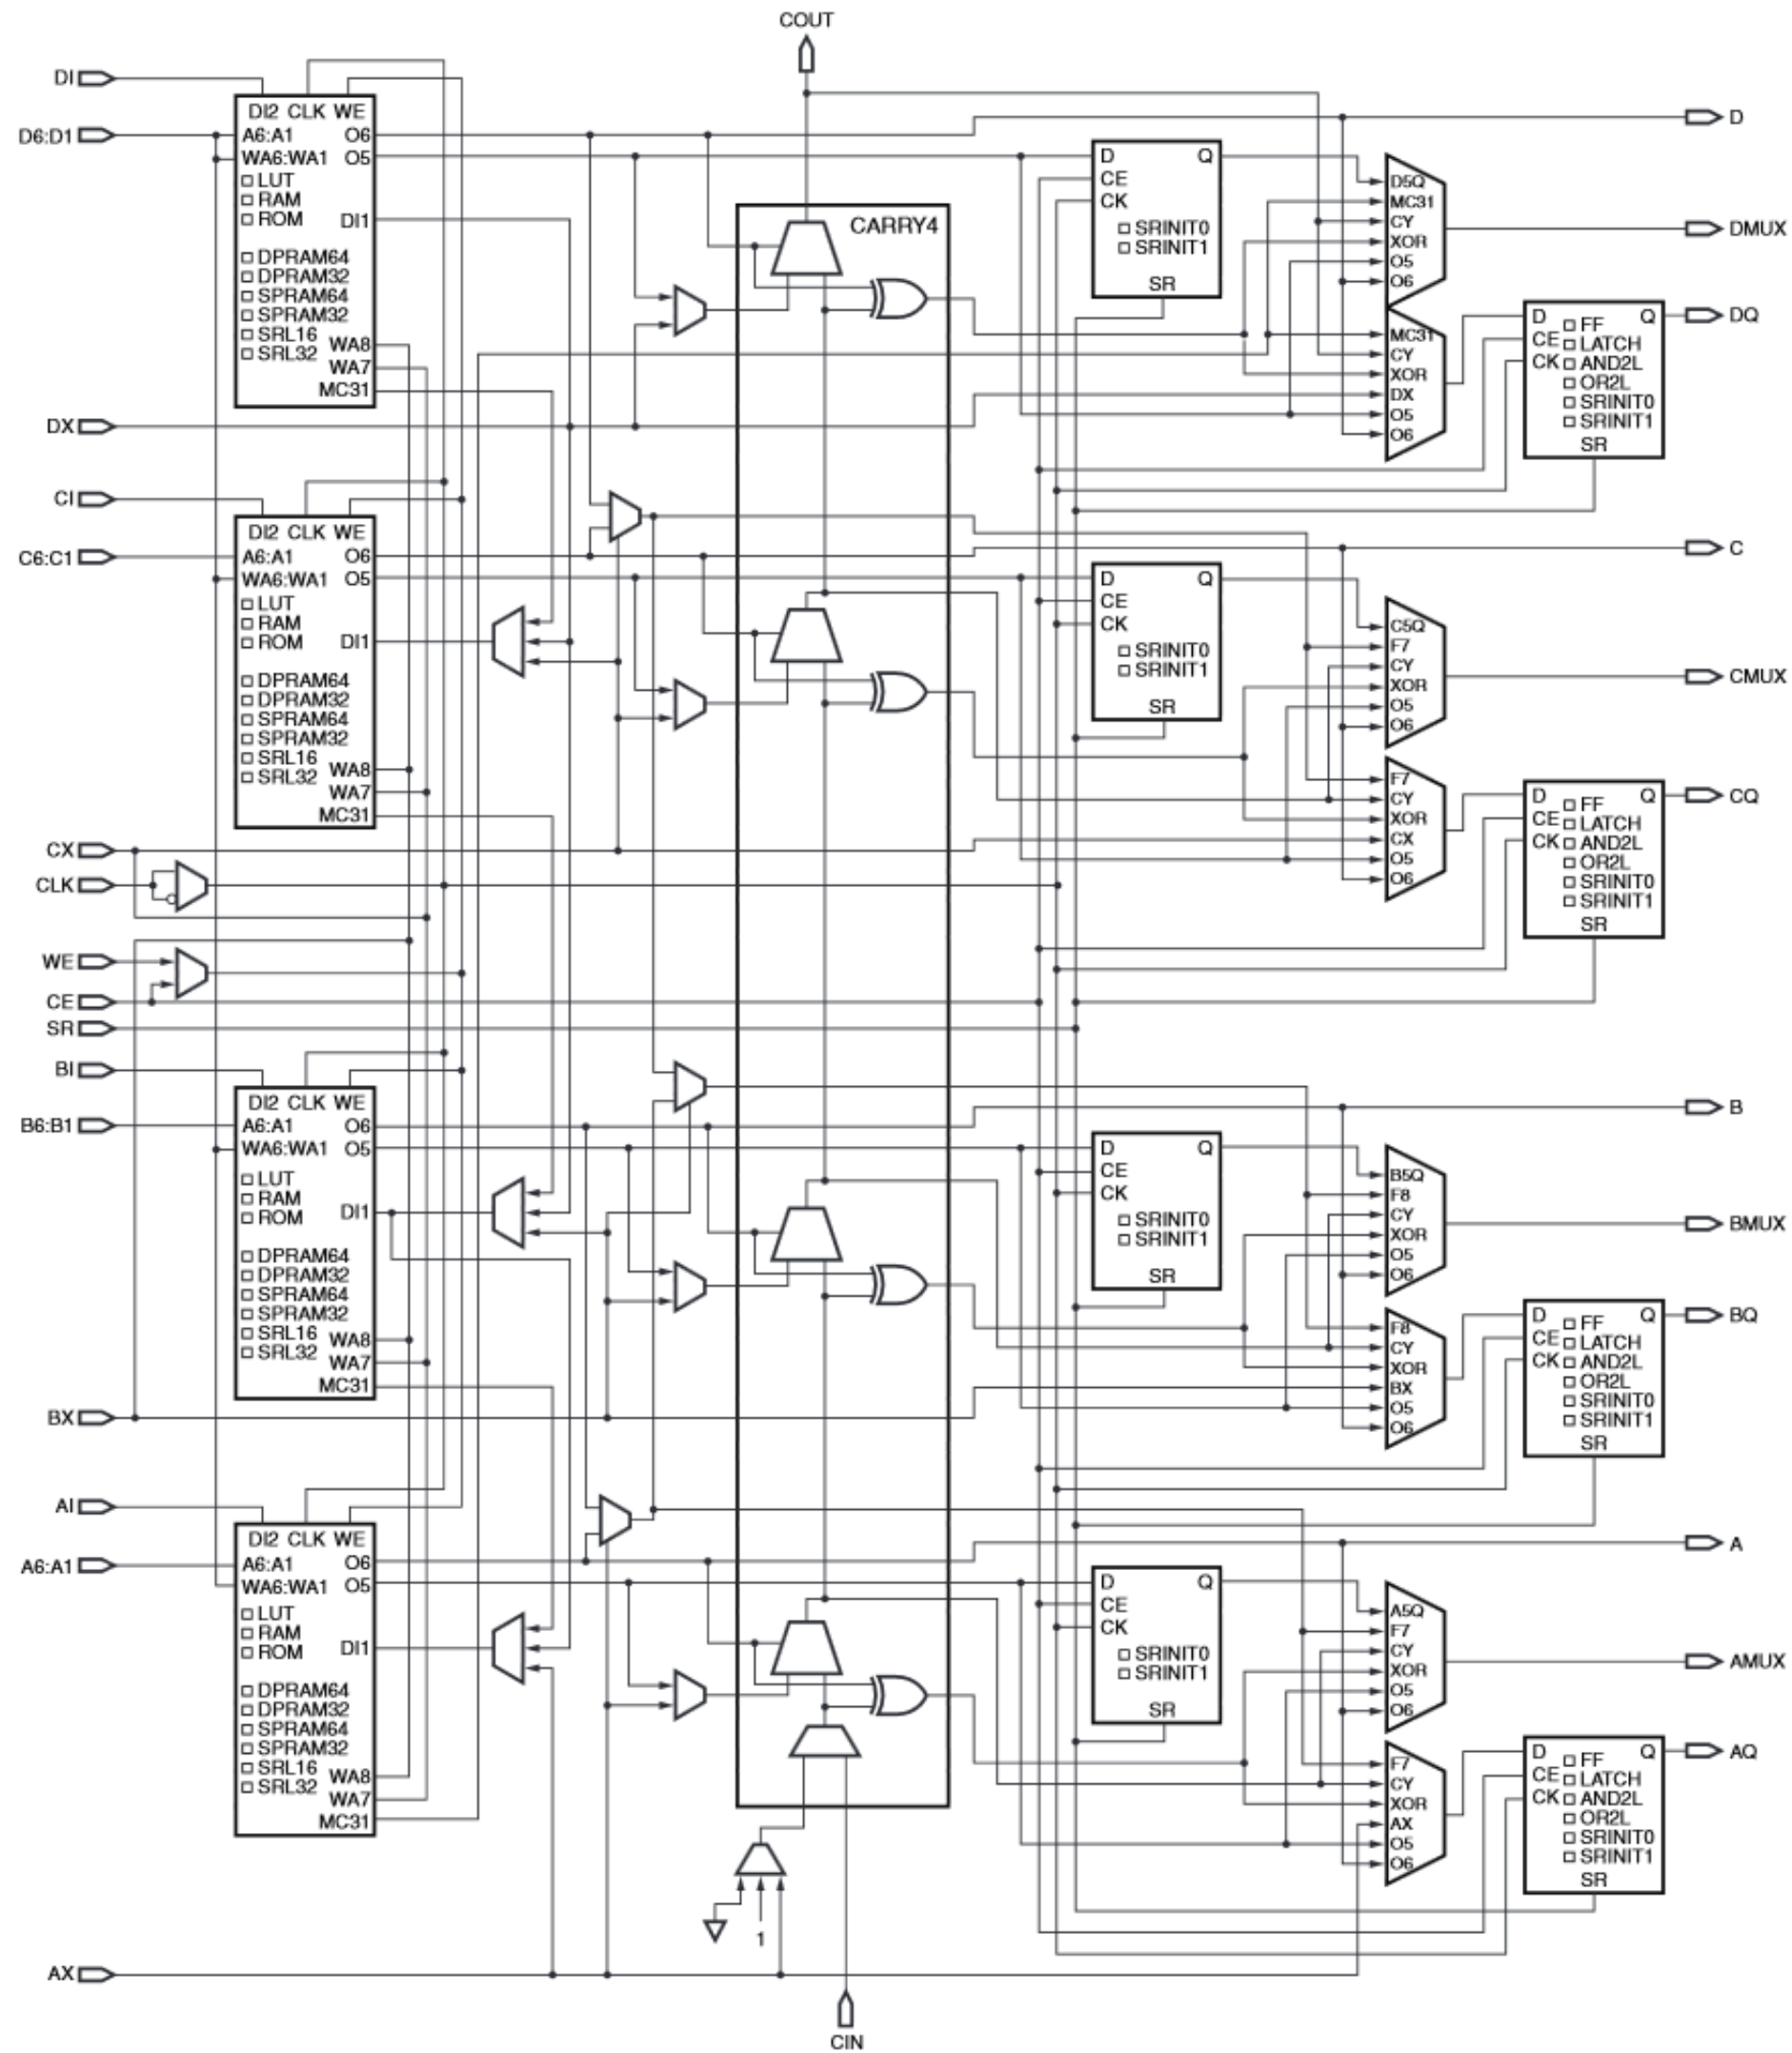 COUT
DI
DI2 CLK WE
D6:D1
A6:A1 O6
WA6:WA1 O5
LUT
RAM
ROM
DI1
DPRAM64
DPRAM32
SPRAM64
SPRAM32
SRL16
SRL32
WA8
WA7
MC31
DX
CARRY4
D Q
CE
CK
SRINIT0
SRINIT1
SR
D5Q
MC31
CY
XOR
O5
O6
MC31
CY
XOR
DX
O5
O6
D
DMUX
D Q
CE
CK
FF
LATCH
AND2L
OR2L
SRINIT0
SRINIT1
SR
DQ
CI
DI2 CLK WE
C6:C1
A6:A1 O6
WA6:WA1 O5
LUT
RAM
ROM
DI1
DPRAM64
DPRAM32
SPRAM64
SPRAM32
SRL16
SRL32
WA8
WA7
MC31
CX
CLK
WE
CE
SR
D Q
CE
CK
SRINIT0
SRINIT1
SR
C5Q
F7
CY
XOR
O5
O6
F7
CY
XOR
CX
O5
O6
C
CMUX
D Q
CE
CK
FF
LATCH
AND2L
OR2L
SRINIT0
SRINIT1
SR
CQ
BI
DI2 CLK WE
B6:B1
A6:A1 O6
WA6:WA1 O5
LUT
RAM
ROM
DI1
DPRAM64
DPRAM32
SPRAM64
SPRAM32
SRL16
SRL32
WA8
WA7
MC31
BX
D Q
CE
CK
SRINIT0
SRINIT1
SR
B5Q
F8
CY
XOR
O5
O6
F8
CY
XOR
BX
O5
O6
B
BMUX
D Q
CE
CK
FF
LATCH
AND2L
OR2L
SRINIT0
SRINIT1
SR
BQ
AI
DI2 CLK WE
A6:A1
A6:A1 O6
WA6:WA1 O5
LUT
RAM
ROM
DI1
DPRAM64
DPRAM32
SPRAM64
SPRAM32
SRL16
SRL32
WA8
WA7
MC31
D Q
CE
CK
SRINIT0
SRINIT1
SR
A5Q
F7
CY
XOR
O5
O6
F7
CY
XOR
AX
O5
O6
A
AMUX
D Q
CE
CK
FF
LATCH
AND2L
OR2L
SRINIT0
SRINIT1
SR
AQ
1
AX
CIN